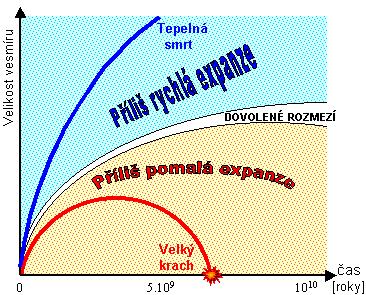 Velikost vesmíru
Tepelná
smrt
Příliš rychlá expanze
DOVOLENÉ ROZMEZÍ
Příliš pomalá expanze
Velký
krach
0
5.10⁹
10¹⁰
čas
[roky]